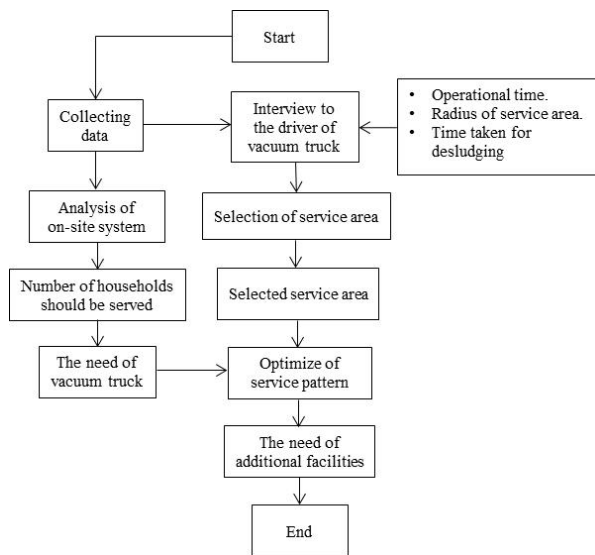 Start
Collecting
data
Interview to
the driver of
vacuum truck
• Operational time.
• Radius of service area.
• Time taken for
desludging
Analysis of
on-site system
Selection of service area
Number of households
should be served
Selected service area
The need of
vacuum truck
Optimize of
service pattern
The need of
additional facilities
End